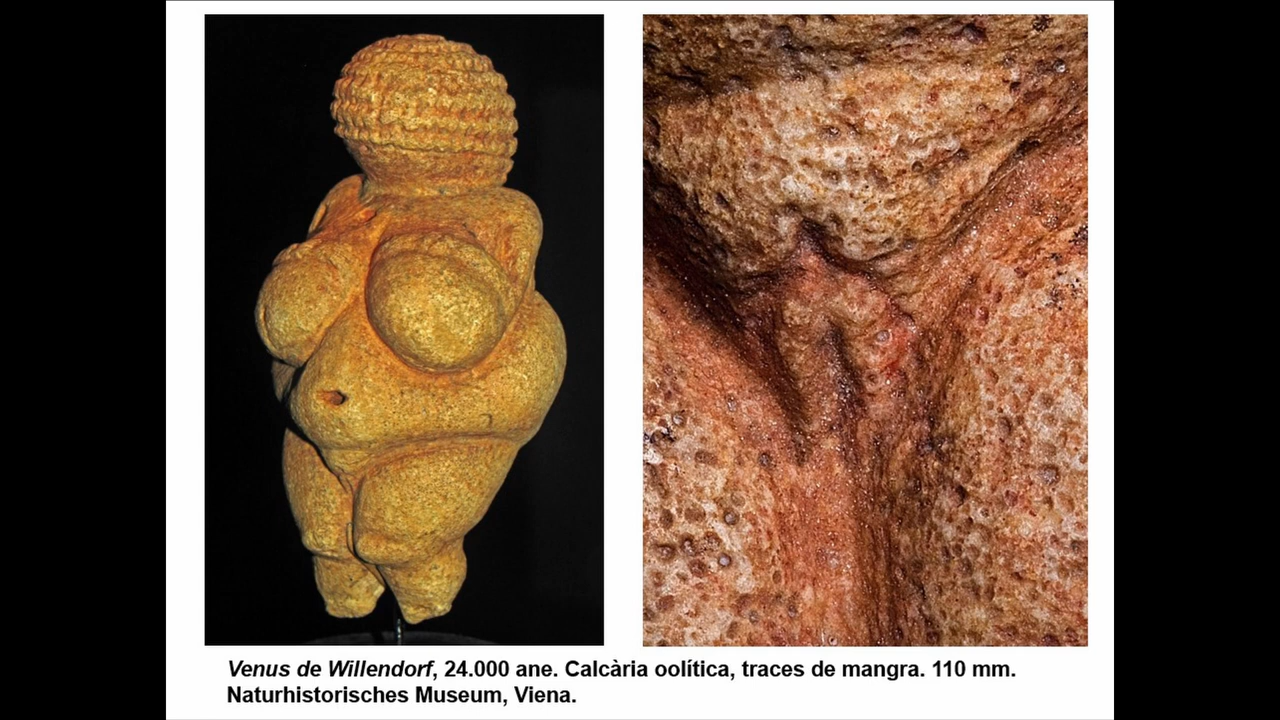 Venus de Willendorf, 24.000 ane. Calcària oolítica, traces de mangra. 110 mm.
Naturhistorisches Museum, Viena.